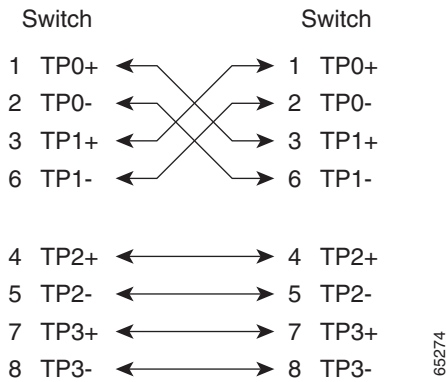 Switch Switch
1 TP0+ 1 TP0+
2 TP0- 2 TP0-
3 TP1+ 3 TP1+
6 TP1- 6 TP1-
4 TP2+ 4 TP2+
5 TP2- 5 TP2-
7 TP3+ 7 TP3+
8 TP3- 8 TP3-
65274